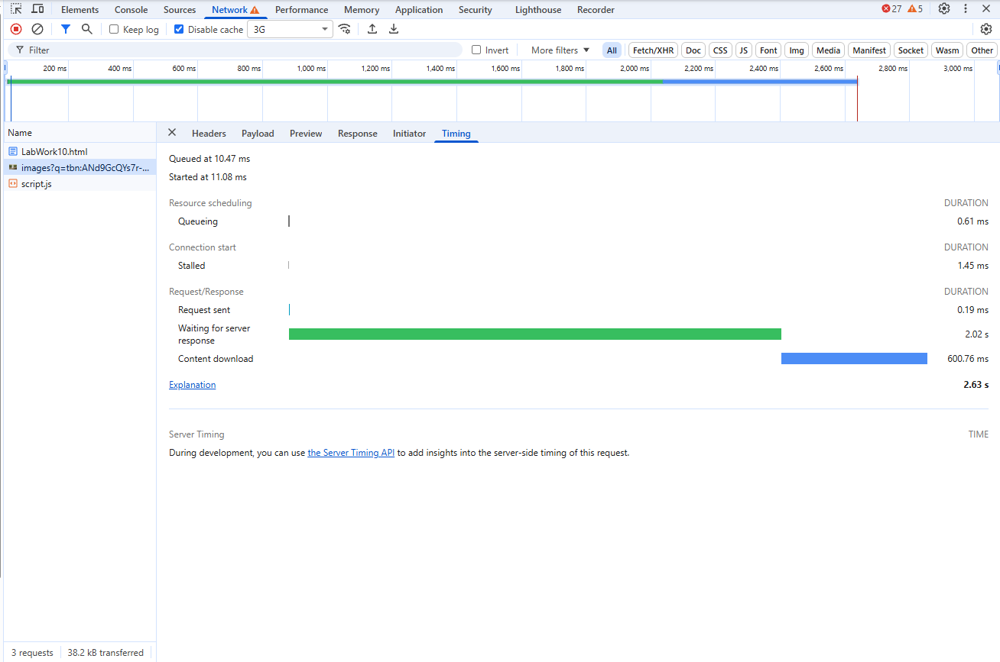 Elements Console Sources Network Performance Memory Application Security Lighthouse Recorder 27 5
Keep log Disable cache 3G
Filter Invert More filters All Fetch/XHR Doc CSS JS Font Img Media Manifest Socket Wasm Other
200 ms 400 ms 600 ms 800 ms 1,000 ms 1,200 ms 1,400 ms 1,600 ms 1,800 ms 2,000 ms 2,200 ms 2,400 ms 2,600 ms 2,800 ms 3,000 ms
Name
LabWork10.html
images?q=tbn:ANd9GcQYs7r-...
script.js
Headers Payload Preview Response Initiator Timing
Queued at 10.47 ms
Started at 11.08 ms
Resource scheduling DURATION
Queueing 0.61 ms
Connection start DURATION
Stalled 1.45 ms
Request/Response DURATION
Request sent 0.19 ms
Waiting for server
response 2.02 s
Content download 600.76 ms
Explanation 2.63 s
Server Timing TIME
During development, you can use the Server Timing API to add insights into the server-side timing of this request.
3 requests 38.2 kB transferred